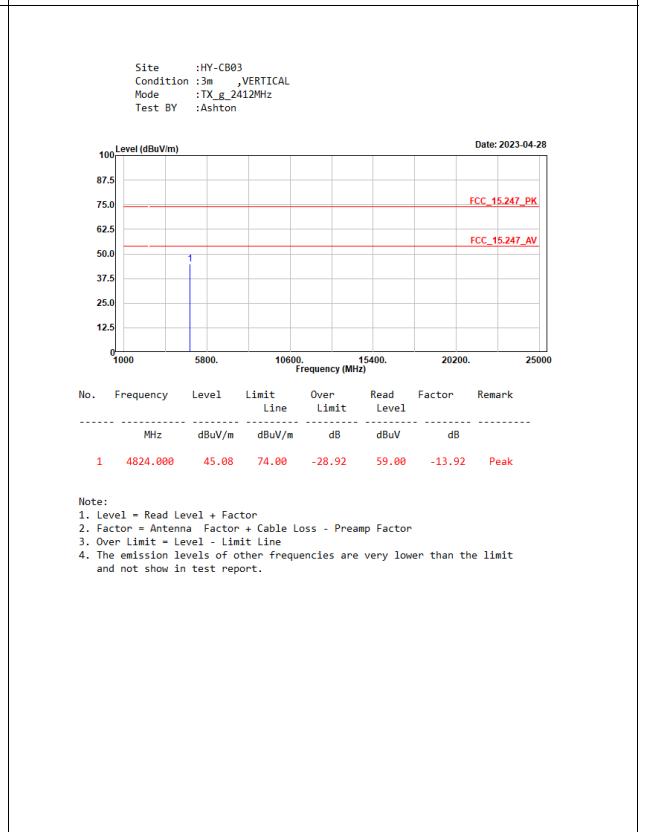 Site :HY-CB03
Condition :3m ,VERTICAL
Mode :TX_g_2412MHz
Test BY :Ashton
Level (dBuV/m)
Date: 2023-04-28
100
87.5
75.0
62.5
50.0
37.5
25.0
12.5
0
FCC_15.247_PK
FCC_15.247_AV
1
1000 5800. 10600. 15400. 20200. 25000
Frequency (MHz)
No. Frequency Level Limit Over Read Factor Remark
Line Limit Level
------ ----------- -------- --------- --------- -------- -------- ---------
MHz dBuV/m dBuV/m dB dBuV dB
1 4824.000 45.08 74.00 -28.92 59.00 -13.92 Peak
Note:
1. Level = Read Level + Factor
2. Factor = Antenna Factor + Cable Loss - Preamp Factor
3. Over Limit = Level - Limit Line
4. The emission levels of other frequencies are very lower than the limit
and not show in test report.